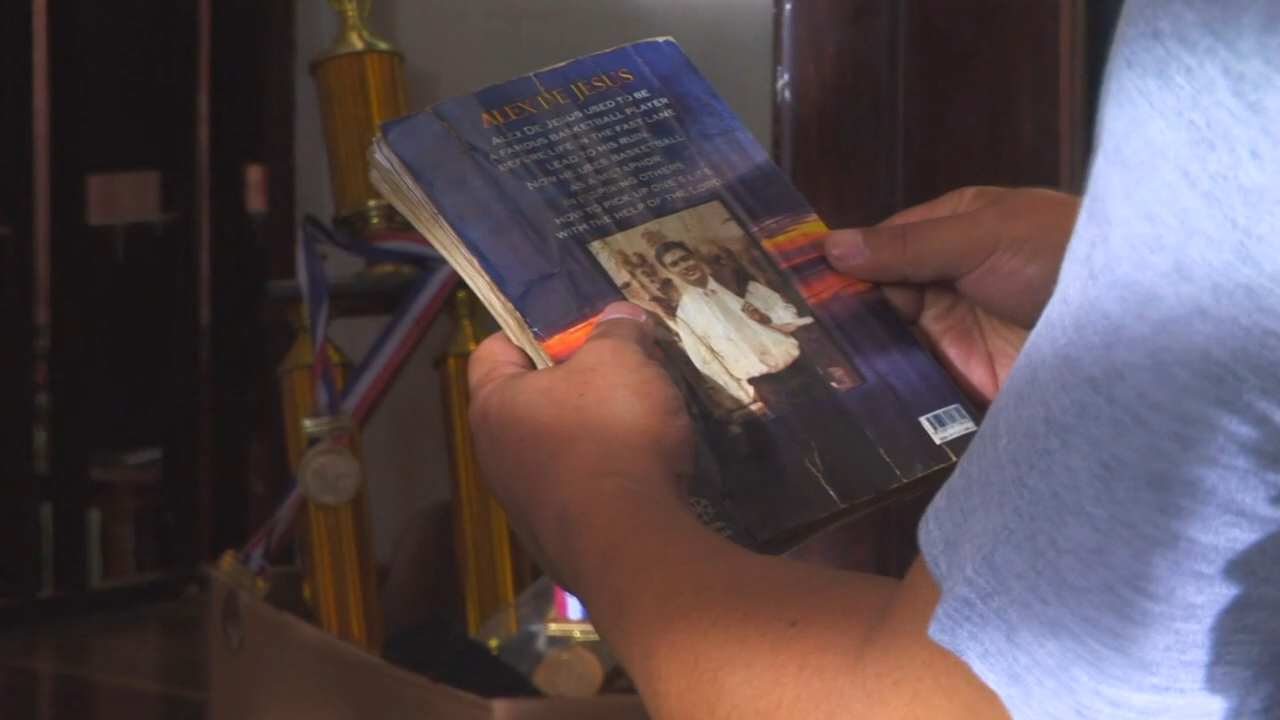 ALEX DE JESUS
ALEX DE JESUS USED TO BE
A FAMOUS BASKETBALL PLAYER
BEFORE LIFE IN THE FAST LANE
LEAD TO HIS RUIN.
NOW HE USES BASKETBALL
AS A METAPHOR
IN INSPIRING OTHERS
HOW TO PICK UP ONE'S LIFE
WITH THE HELP OF THE LORD.